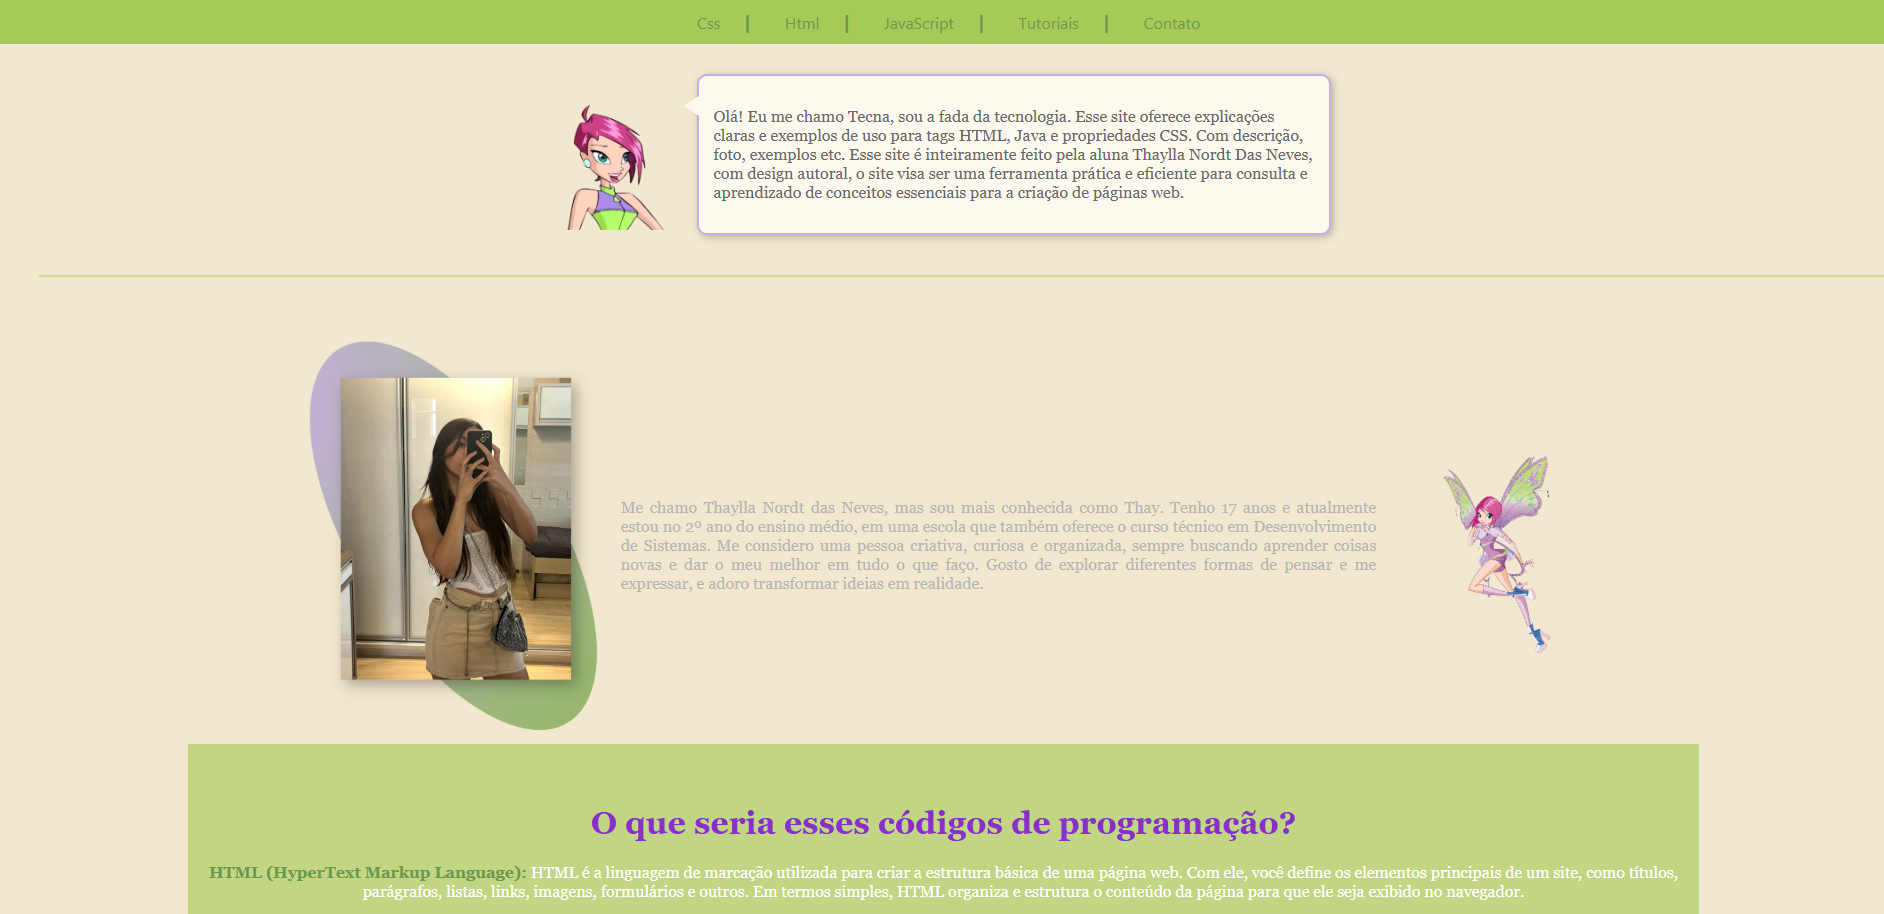 Css | Html | JavaScript | Tutoriais | Contato
Olá! Eu me chamo Tecna, sou a fada da tecnologia. Esse site oferece explicações
claras e exemplos de uso para tags HTML, Java e propriedades CSS. Com descrição,
foto, exemplos etc. Esse site é inteiramente feito pela aluna Thaylla Nordt Das Neves,
com design autoral, o site visa ser uma ferramenta prática e eficiente para consulta e
aprendizado de conceitos essenciais para a criação de páginas web.
Me chamo Thaylla Nordt das Neves, mas sou mais conhecida como Thay. Tenho 17 anos e atualmente
estou no 2º ano do ensino médio, em uma escola que também oferece o curso técnico em Desenvolvimento
de Sistemas. Me considero uma pessoa criativa, curiosa e organizada, sempre buscando aprender coisas
novas e dar o meu melhor em tudo o que faço. Gosto de explorar diferentes formas de pensar e me
expressar, e adoro transformar ideias em realidade.
O que seria esses códigos de programação?
HTML (HyperText Markup Language): HTML é a linguagem de marcação utilizada para criar a estrutura básica de uma página web. Com ele, você define os elementos principais de um site, como títulos,
parágrafos, listas, links, imagens, formulários e outros. Em termos simples, HTML organiza e estrutura o conteúdo da página para que ele seja exibido no navegador.